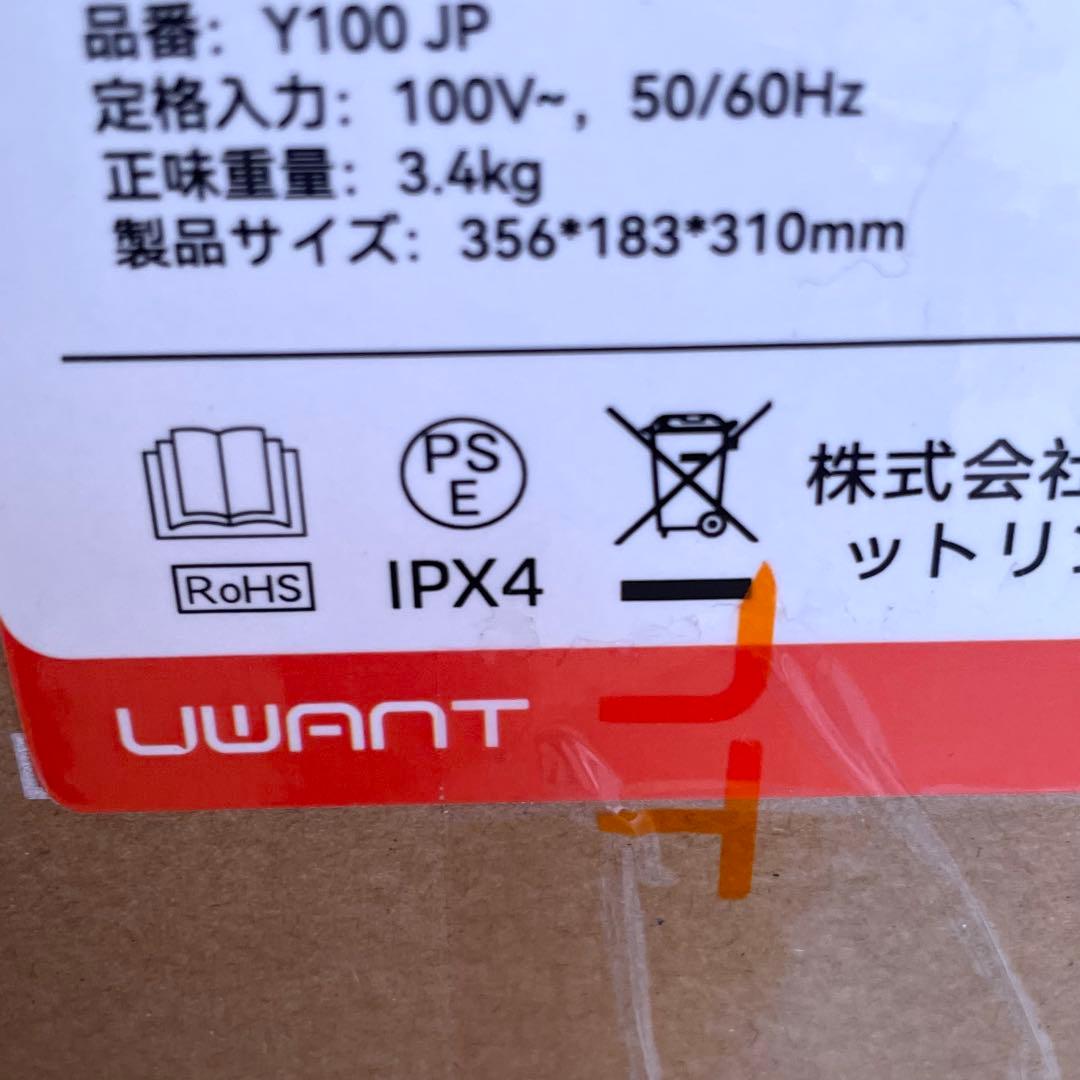 品番：Y100 JP
定格入力：100V~，50/60Hz
正味重量：3.4kg
製品サイズ：356*183*310mm
PS
E
株式会社
ットリン
RoHS
IPX4
UWANT